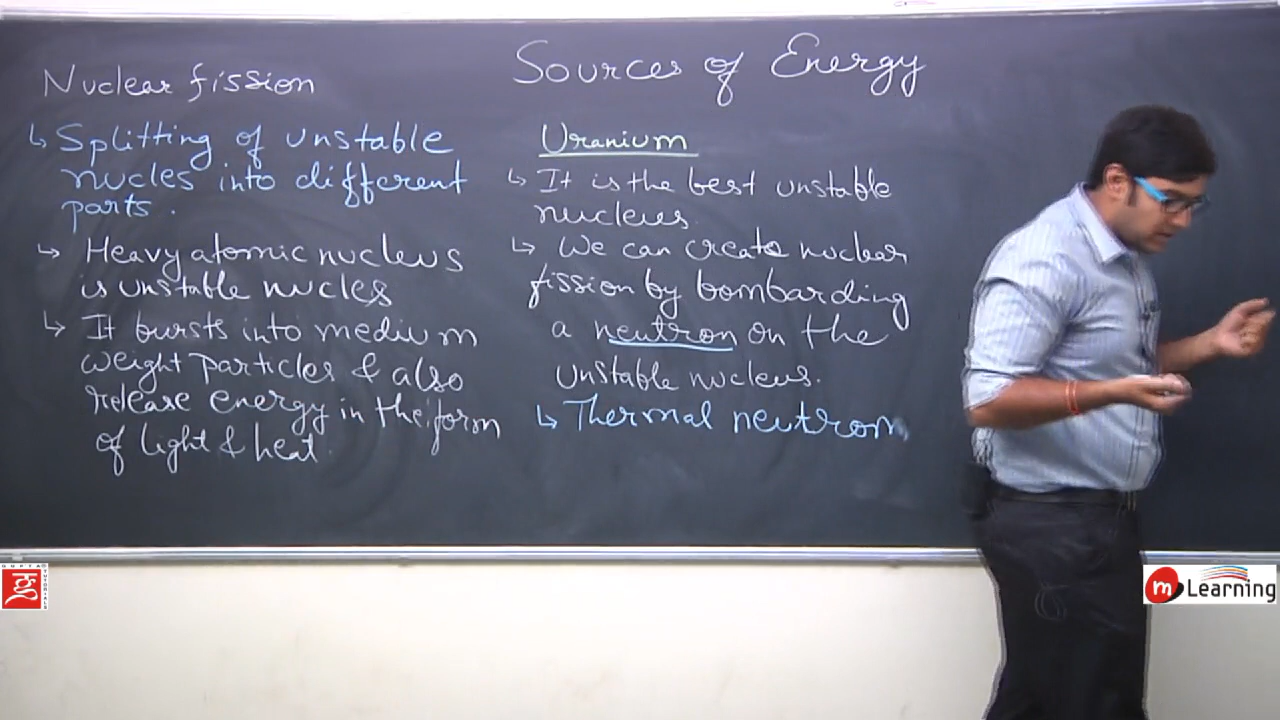 Sources of Energy
Nuclear fission
↳ Splitting of unstable
nucles into different
parts.
↳ Heavy atomic nucleus
is unstable nucles
↳ It bursts into medium
weight particles & also
release energy in the form
of light & heat.
Uranium
↳ It is the best unstable
nucleus.
↳ We can create nuclear
fission by bombarding
a neutron on the
unstable nucleus.
↳ Thermal neutron
GUPTA
TUTORIALS
ग
m Learning